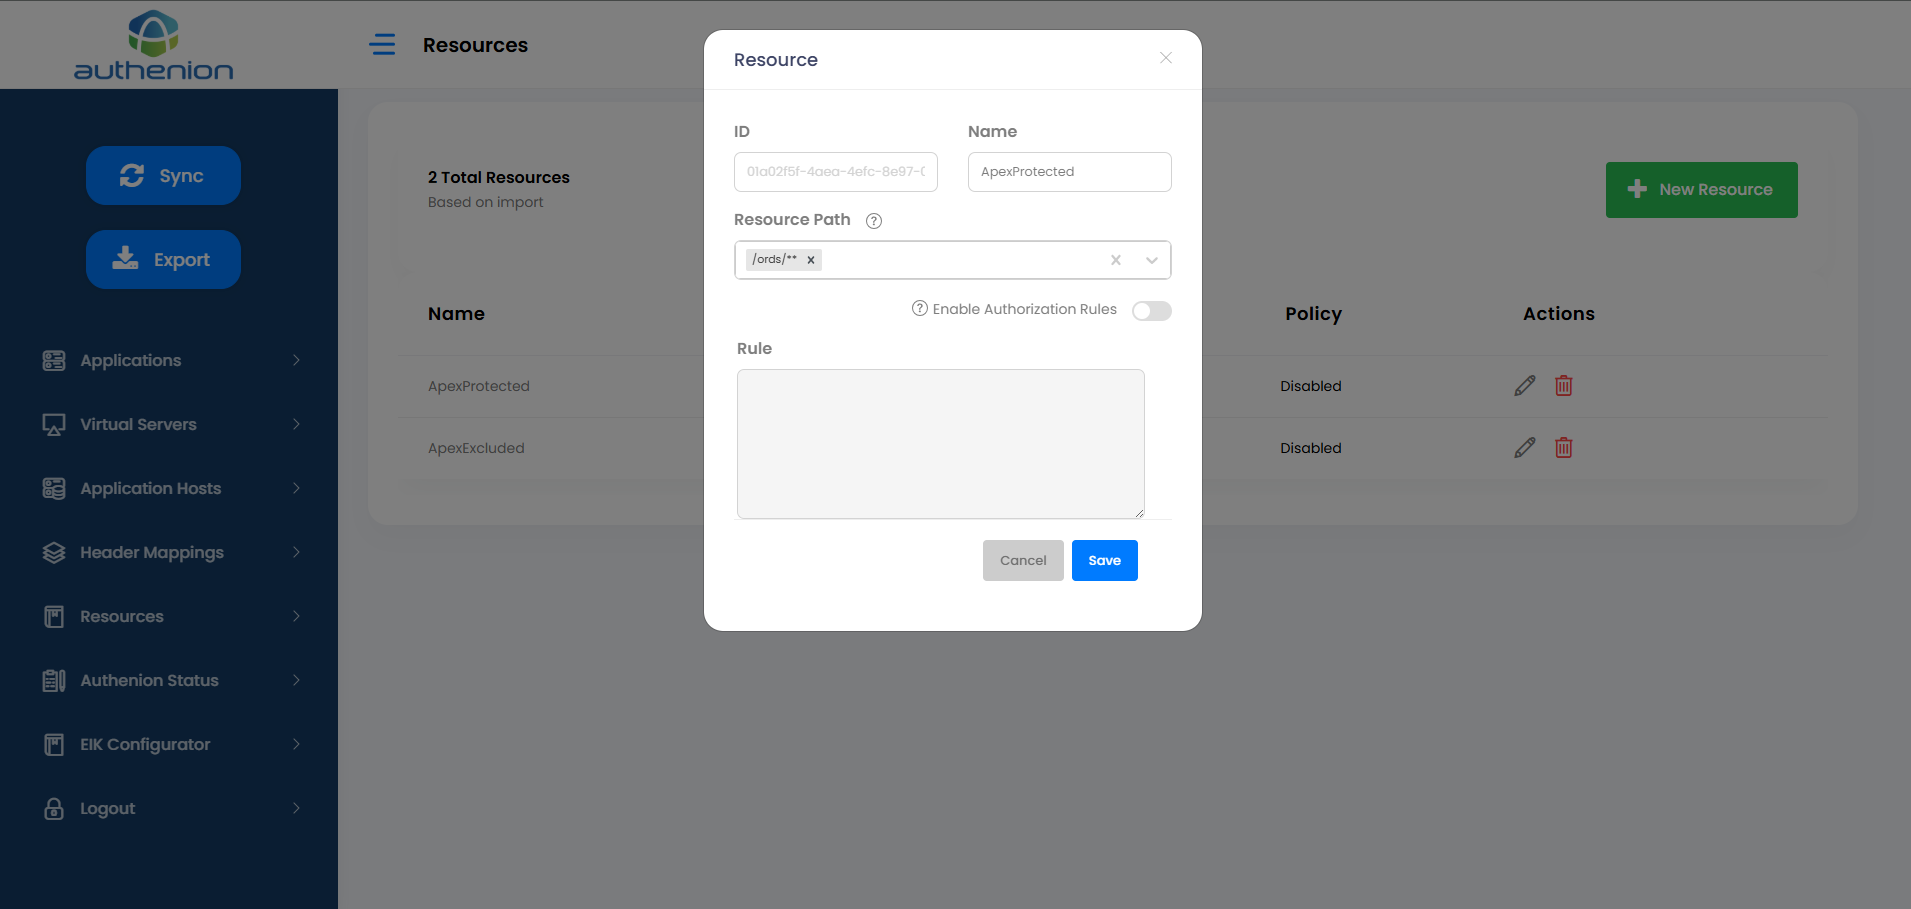 authenion
Resources
Sync
Export
Applications
Virtual Servers
Application Hosts
Header Mappings
Resources
Authenion Status
EIK Configurator
Logout
2 Total Resources
Based on import
New Resource
Name
Policy
Actions
ApexProtected
Disabled
ApexExcluded
Disabled
Resource
ID
Name
01a02f5f-4aea-4efc-8e97-
ApexProtected
Resource Path ?
/ords/** x
? Enable Authorization Rules
Rule
Cancel
Save